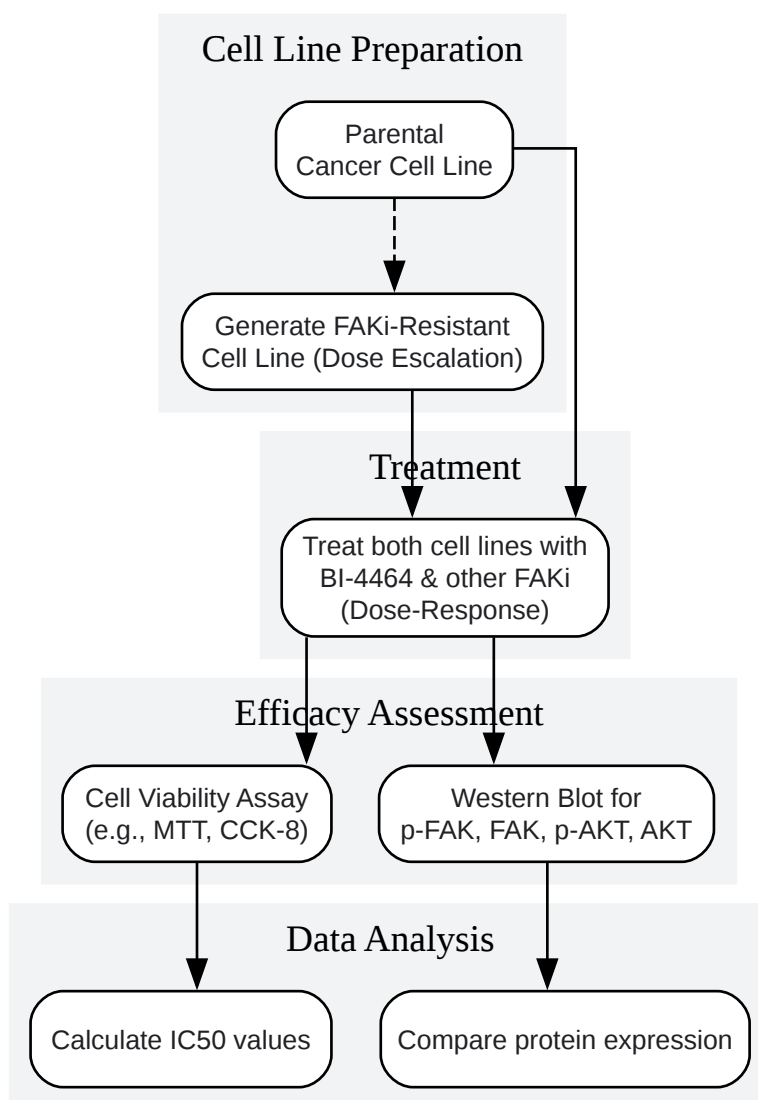 Cell Line Preparation
Parental
Cancer Cell Line
Generate FAKi-Resistant
Cell Line (Dose Escalation)
Treatment
Treat both cell lines with
BI-4464 & other FAKi
(Dose-Response)
Efficacy Assessment
Cell Viability Assay
(e.g., MTT, CCK-8)
Western Blot for
p-FAK, FAK, p-AKT, AKT
Data Analysis
Calculate IC50 values
Compare protein expression